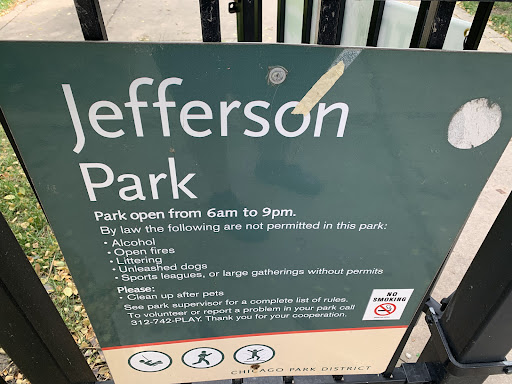 Jefferson
Park
Park open from 6am to 9pm.
By law the following are not permitted in this park:
• Alcohol
• Open fires
• Littering
• Unleashed dogs
• Sports leagues, or large gatherings without permits
Please:
• Clean up after pets
See park supervisor for a complete list of rules.
To volunteer or report a problem in your park call
312-742-PLAY. Thank you for your cooperation.
NO
SMOKING
CHICAGO PARK DISTRICT